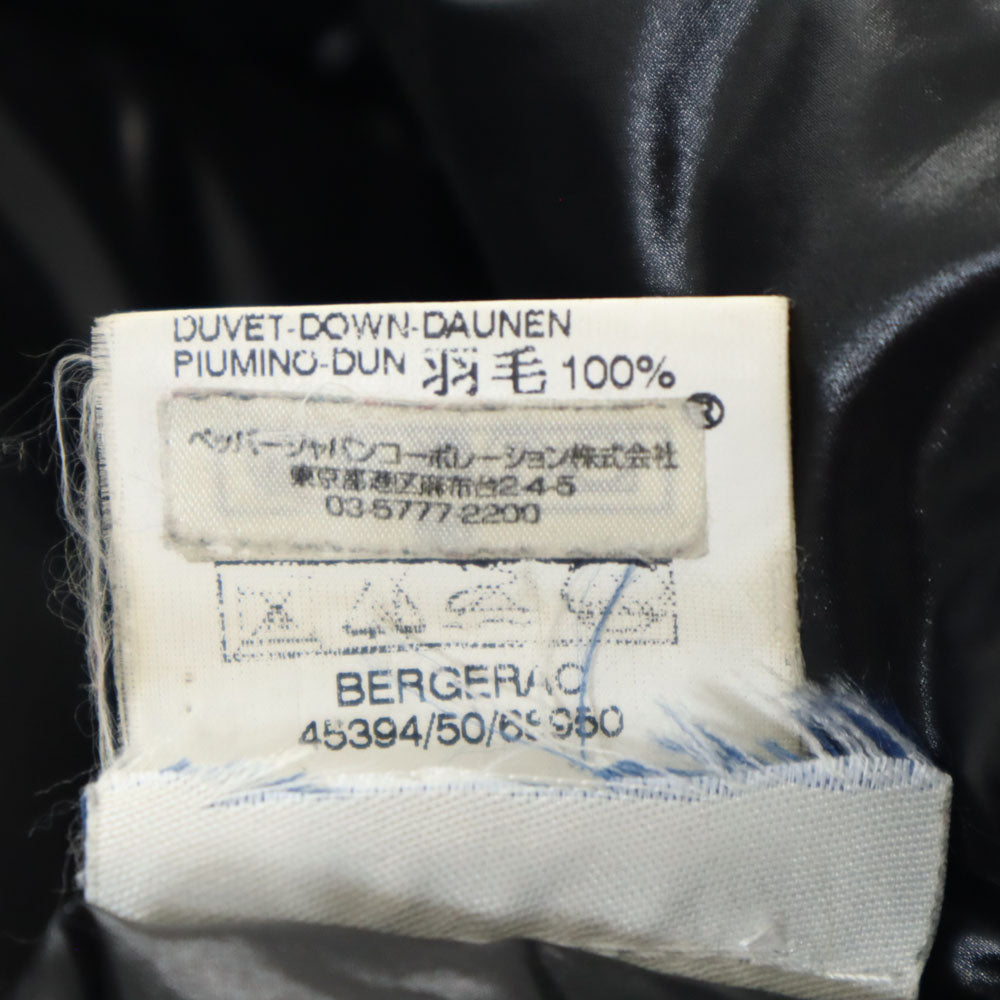 DUVET-DOWN-DAUNEN
PIUMINO-DUN 羽毛 100%
®
ペッパージャパンコーポレーション株式会社
東京都港区麻布台2-4-5
03-5777-2200
BERGERAC